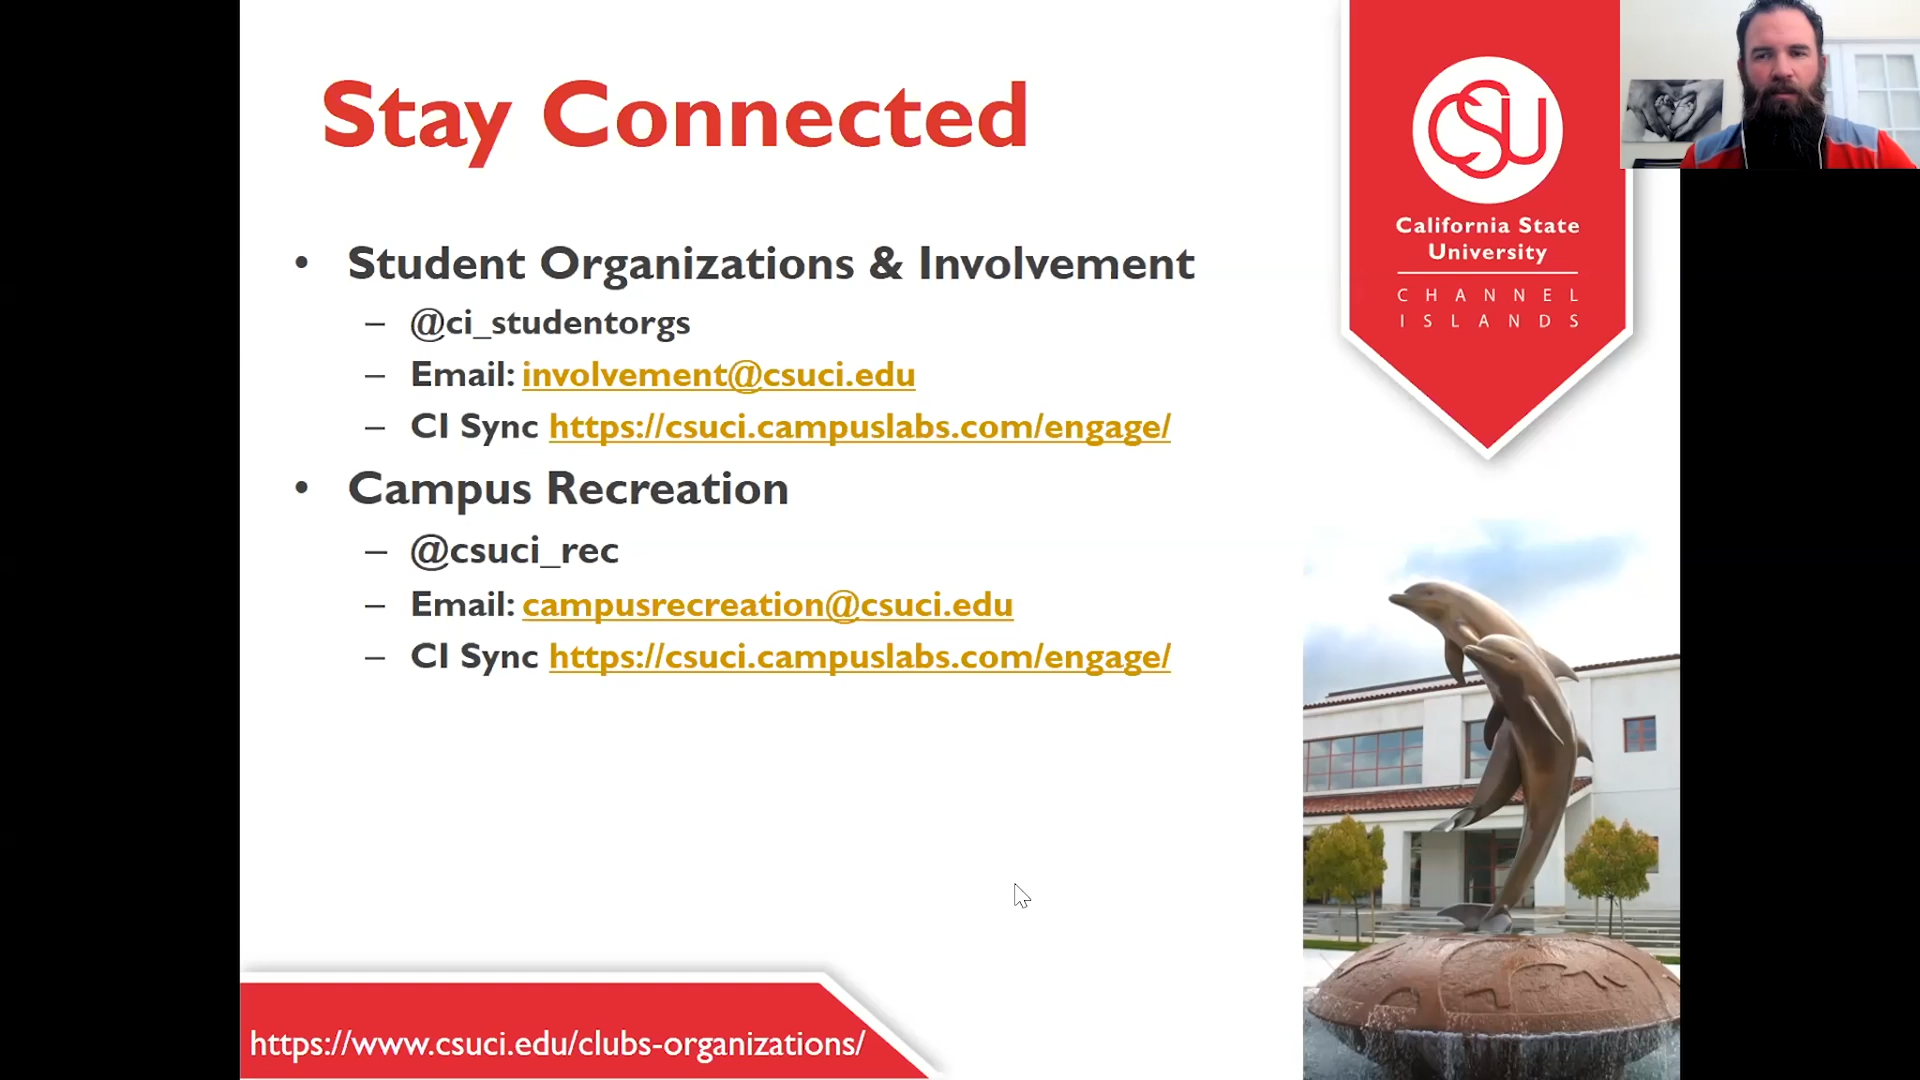 Stay Connected
• Student Organizations & Involvement
– @ci_studentorgs
– Email: involvement@csuci.edu
– CI Sync https://csuci.campuslabs.com/engage/
• Campus Recreation
– @csuci_rec
– Email: campusrecreation@csuci.edu
– CI Sync https://csuci.campuslabs.com/engage/
https://www.csuci.edu/clubs-organizations/
CSU
California State
University
CHANNEL
ISLANDS